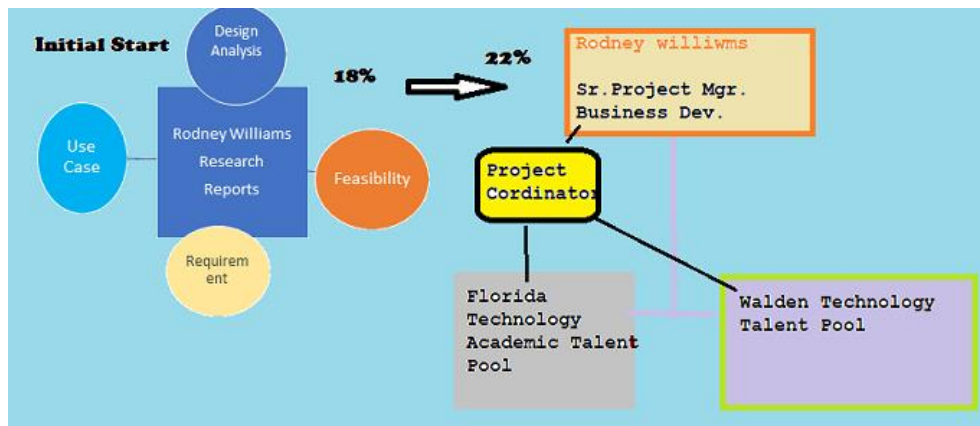 Initial Start
Design
Analysis
Use
Case
Rodney Williams
Research
Reports
Feasibility
Requirem
ent
18%
22%
Rodney williwms
Sr.Project Mgr.
Business Dev.
Project
Cordinator
Florida
Technology
Academic Talent
Pool
Walden Technology
Talent Pool